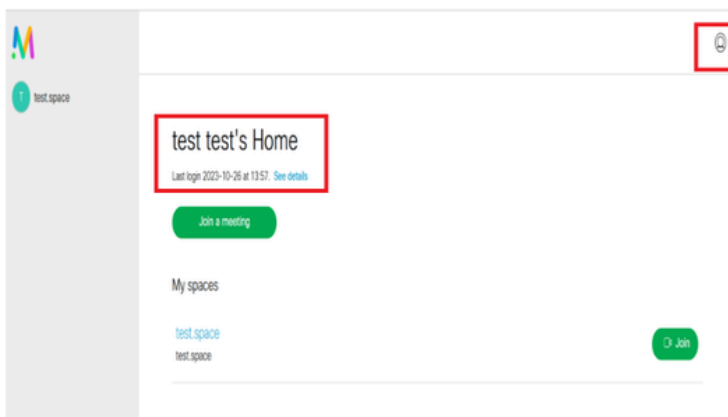 M
T test.space
test test's Home
Last login 2023-10-26 at 13:57. See details
Join a meeting
My spaces
test.space
test.space
Join